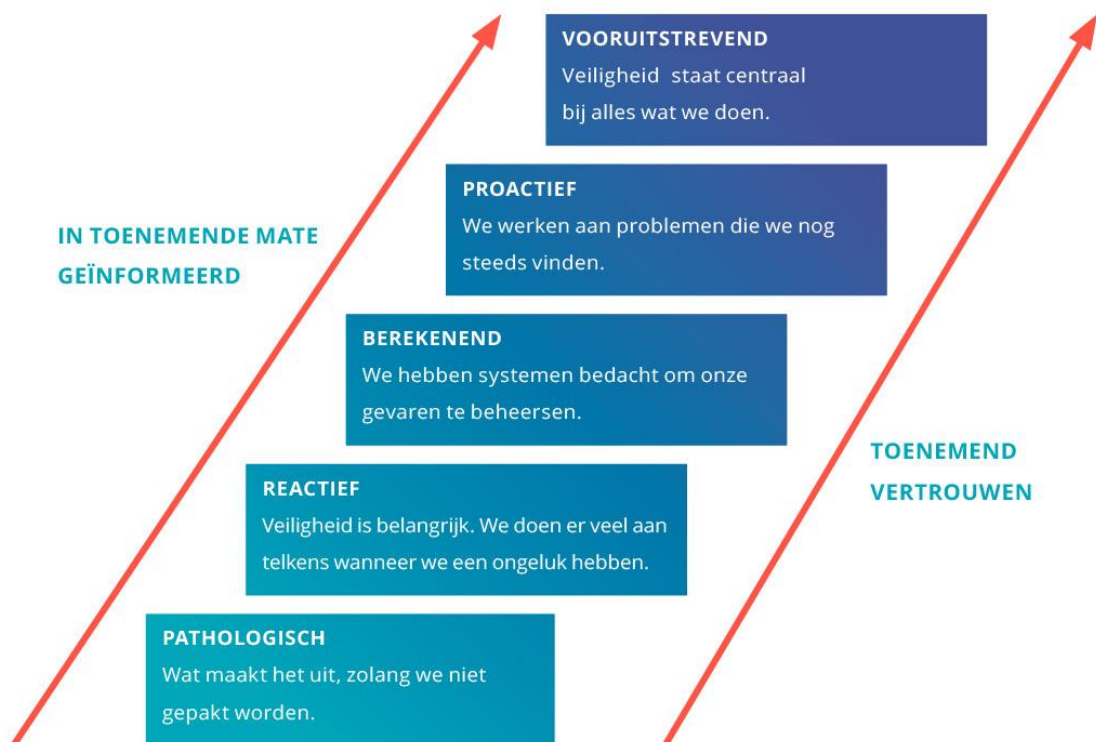 VOORUITSTREVEND
Veiligheid staat centraal
bij alles wat we doen.
PROACTIEF
We werken aan problemen die we nog
steeds vinden.
IN TOENEMENDE MATE
GEÏNFORMEERD
BEREKENEND
We hebben systemen bedacht om onze
gevaren te beheersen.
TOENEMEND
VERTROUWEN
REACTIEF
Veiligheid is belangrijk. We doen er veel aan
telkens wanneer we een ongeluk hebben.
PATHOLOGISCH
Wat maakt het uit, zolang we niet
gepakt worden.